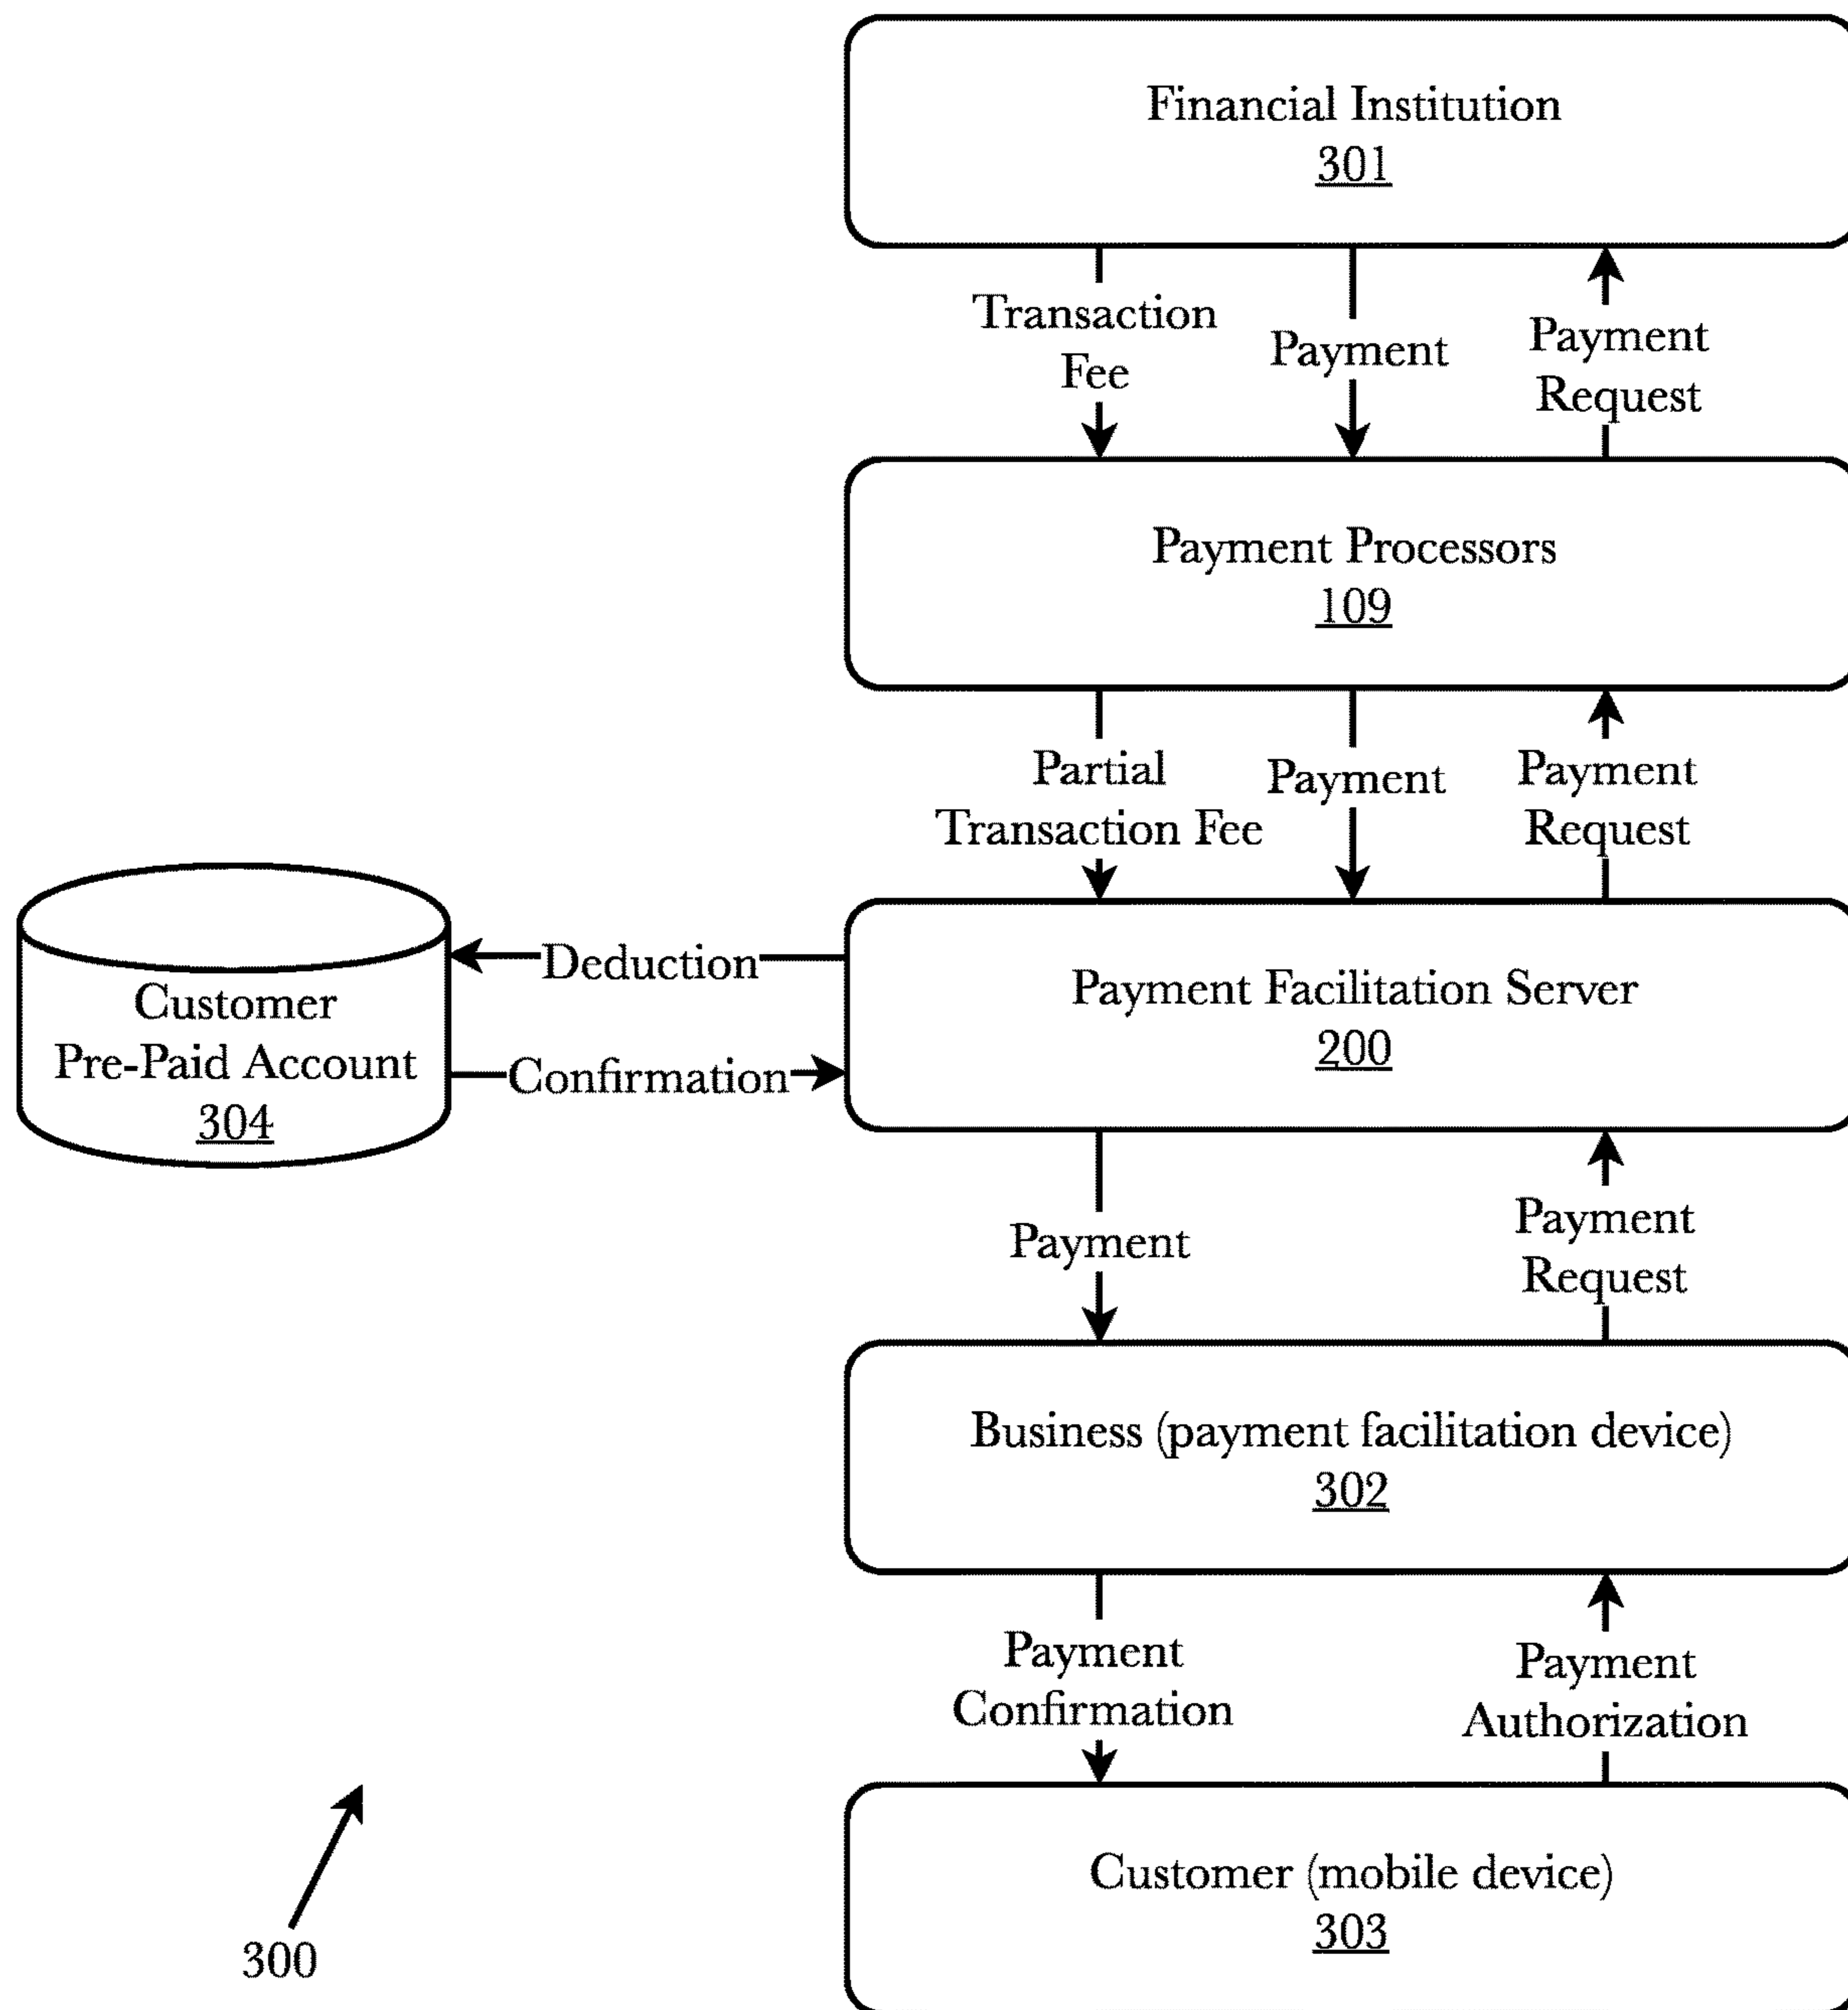 Financial Institution
301
Transaction
Fee
Payment
Payment
Request
Payment Processors
109
Partial
Transaction Fee
Payment
Payment
Request
Customer
Pre-Paid Account
304
Deduction
Confirmation
Payment Facilitation Server
200
Payment
Payment
Request
Business (payment facilitation device)
302
Payment
Confirmation
Payment
Authorization
Customer (mobile device)
303
300